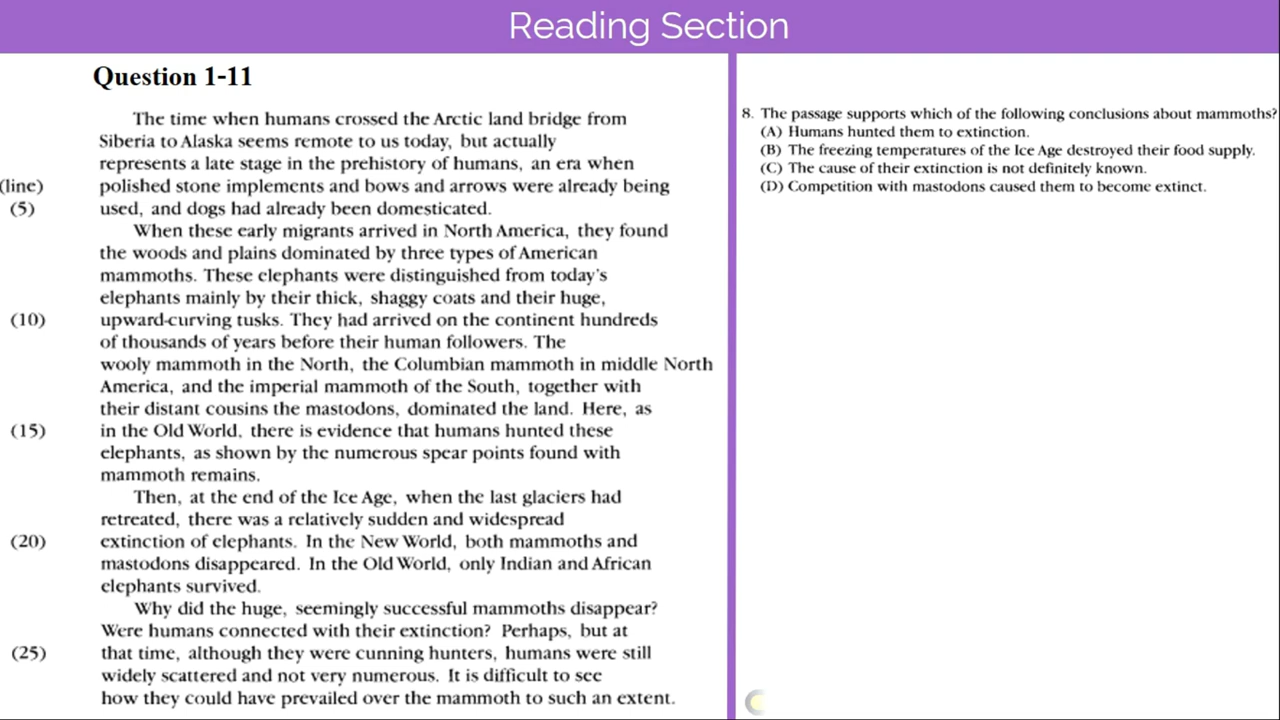 Reading Section
Question 1-11
The time when humans crossed the Arctic land bridge from
Siberia to Alaska seems remote to us today, but actually
represents a late stage in the prehistory of humans, an era when
(line) polished stone implements and bows and arrows were already being
(5) used, and dogs had already been domesticated.
When these early migrants arrived in North America, they found
the woods and plains dominated by three types of American
mammoths. These elephants were distinguished from today's
elephants mainly by their thick, shaggy coats and their huge,
(10) upward-curving tusks. They had arrived on the continent hundreds
of thousands of years before their human followers. The
wooly mammoth in the North, the Columbian mammoth in middle North
America, and the imperial mammoth of the South, together with
their distant cousins the mastodons, dominated the land. Here, as
(15) in the Old World, there is evidence that humans hunted these
elephants, as shown by the numerous spear points found with
mammoth remains.
Then, at the end of the Ice Age, when the last glaciers had
retreated, there was a relatively sudden and widespread
(20) extinction of elephants. In the New World, both mammoths and
mastodons disappeared. In the Old World, only Indian and African
elephants survived.
Why did the huge, seemingly successful mammoths disappear?
Were humans connected with their extinction? Perhaps, but at
(25) that time, although they were cunning hunters, humans were still
widely scattered and not very numerous. It is difficult to see
how they could have prevailed over the mammoth to such an extent.
8. The passage supports which of the following conclusions about mammoths?
(A) Humans hunted them to extinction.
(B) The freezing temperatures of the Ice Age destroyed their food supply.
(C) The cause of their extinction is not definitely known.
(D) Competition with mastodons caused them to become extinct.